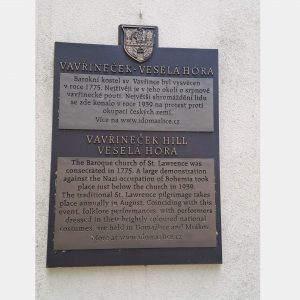 VAVŘINEČEK - VESELÁ HORA
Barokní kostel sv. Vavřince byl vysvěcen
v roce 1775. Nejživěji je v jeho okolí o srpnové
vavřinecké pouti. Největší shromáždění lidu
se zde konalo v roce 1939 na protest proti
okupaci českých zemí.
Více na www.idomazlice.cz
VAVŘINEČEK HILL
VESELÁ HORA
The Baroque church of St. Lawrence was
consecrated in 1775. A large demonstration
against the Nazi occupation of Bohemia took
place just below the church in 1939.
The traditional St. Lawrence pilgrimage takes
place annually in August. Coinciding with this
event, folklore performances, with performers
dressed in their brightly coloured national
costumes, are held in Domažlice and Mrákov.
More at www.idomazlice.cz